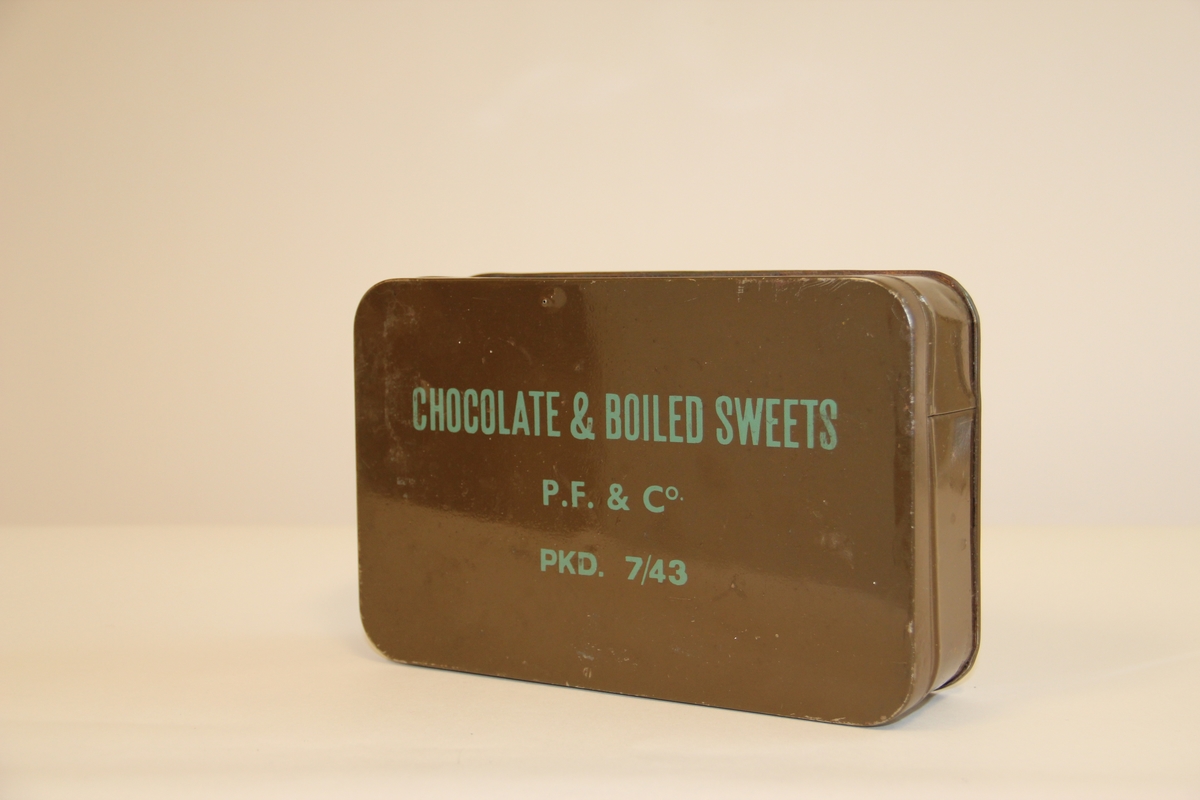 CHOCOLATE & BOILED SWEETS
P.F. & Cº.
PKD. 7/43